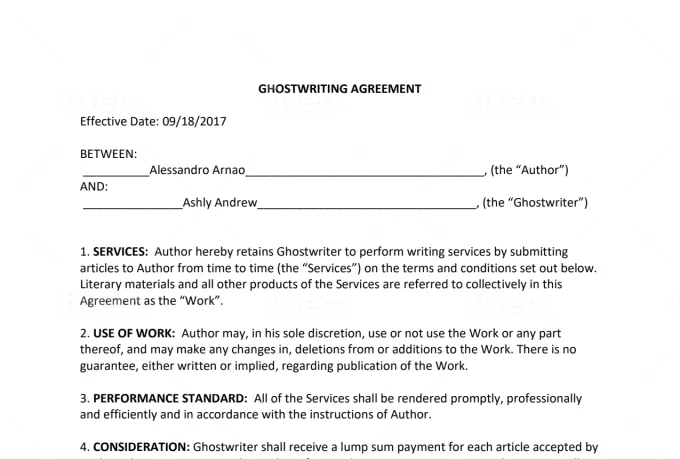 GHOSTWRITING AGREEMENT
Effective Date: 09/18/2017
BETWEEN:
__________Alessandro Arnao____________________________________, (the “Author”)
AND:
_______________Ashly Andrew_________________________________, (the “Ghostwriter”)
1. SERVICES: Author hereby retains Ghostwriter to perform writing services by submitting
articles to Author from time to time (the “Services”) on the terms and conditions set out below.
Literary materials and all other products of the Services are referred to collectively in this
Agreement as the “Work”.
2. USE OF WORK: Author may, in his sole discretion, use or not use the Work or any part
thereof, and may make any changes in, deletions from or additions to the Work. There is no
guarantee, either written or implied, regarding publication of the Work.
3. PERFORMANCE STANDARD: All of the Services shall be rendered promptly, professionally
and efficiently and in accordance with the instructions of Author.
4. CONSIDERATION: Ghostwriter shall receive a lump sum payment for each article accepted by